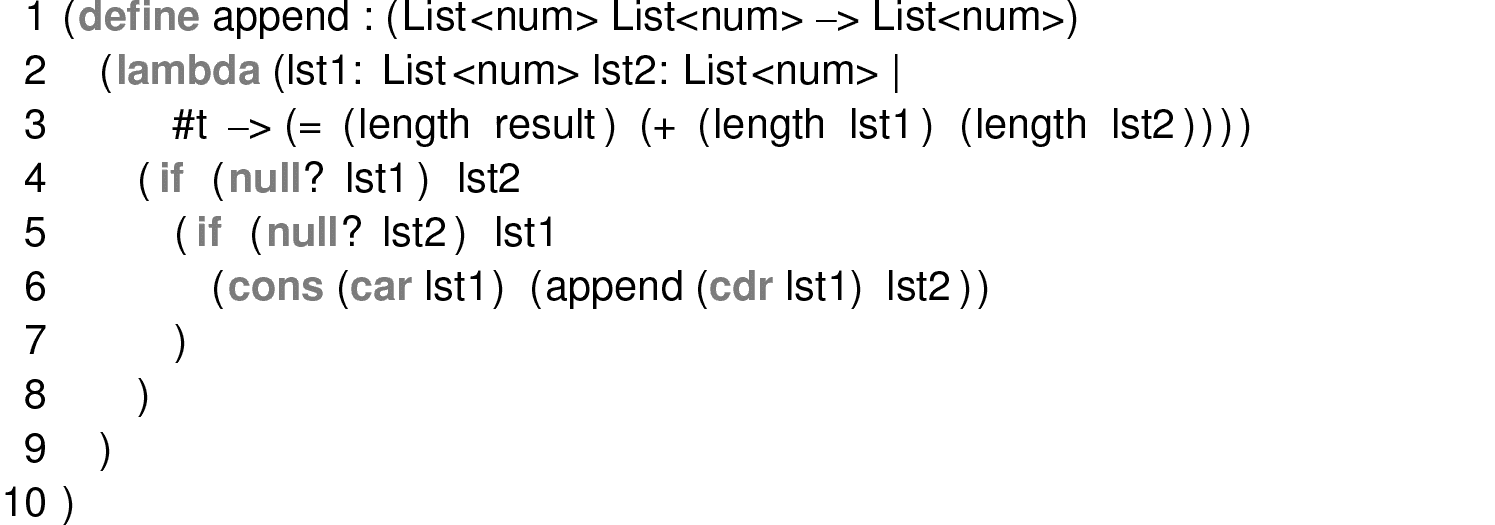 1 (define append : (List<num> List<num> –> List<num>)
2 (lambda (lst1: List<num> lst2: List<num> |
3 #t –> (= (length result) (+ (length lst1) (length lst2))))
4 (if (null? lst1) lst2
5 (if (null? lst2) lst1
6 (cons (car lst1) (append (cdr lst1) lst2))
7 )
8 )
9 )
10 )